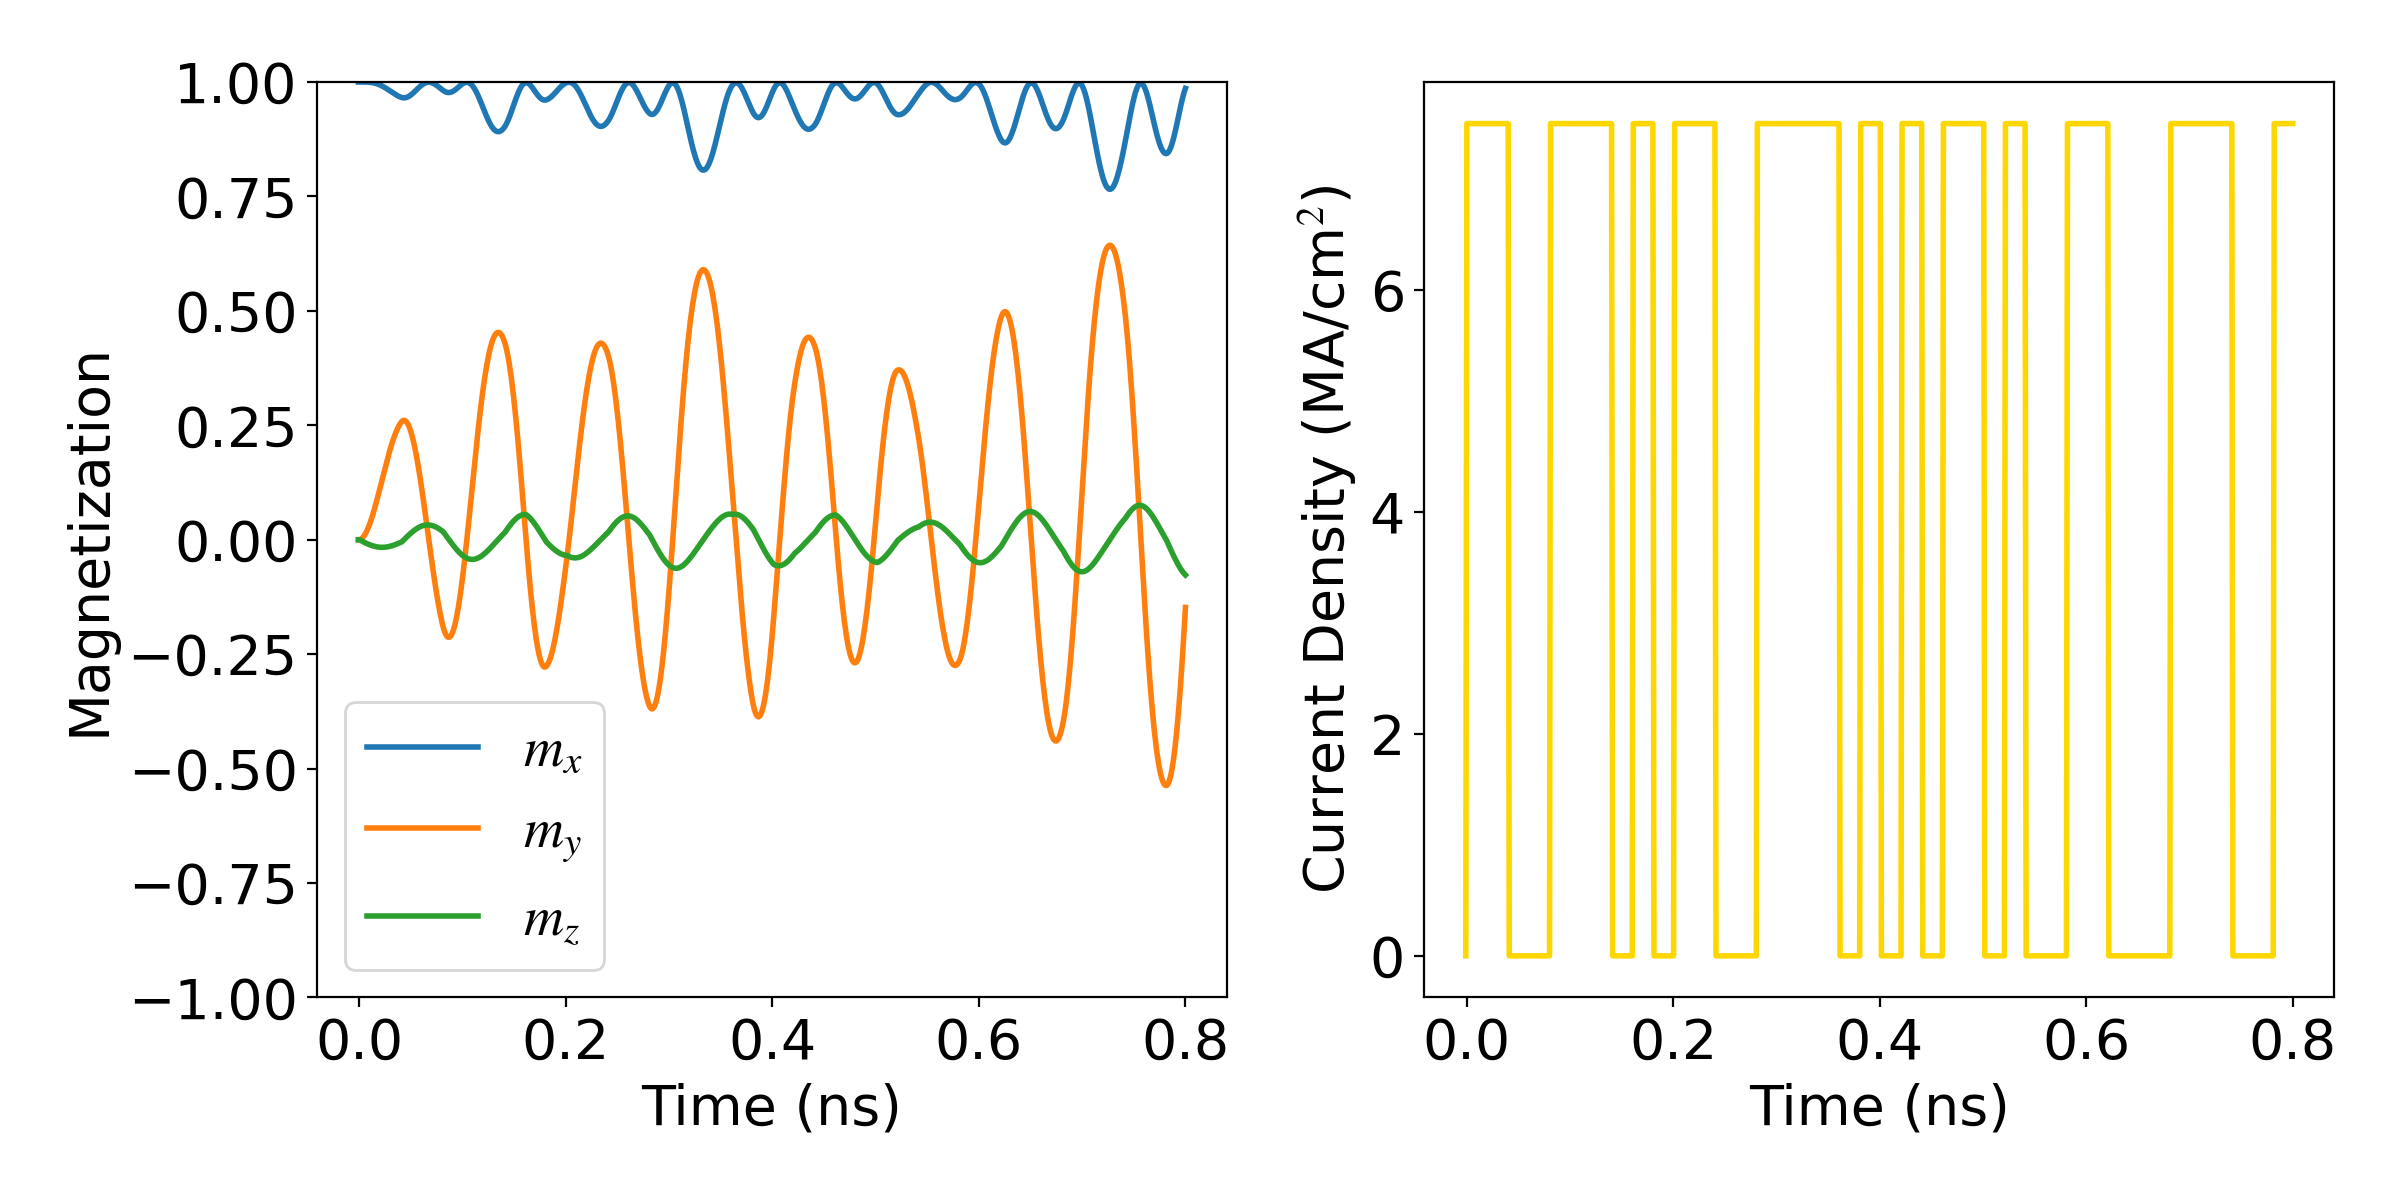 1.00
0.75
0.50
0.25
0.00
−0.25
−0.50
−0.75
−1.00
Magnetization
m_x
m_y
m_z
0.0 0.2 0.4 0.6 0.8
Time (ns)
6
4
2
0
Current Density (MA/cm²)
0.0 0.2 0.4 0.6 0.8
Time (ns)